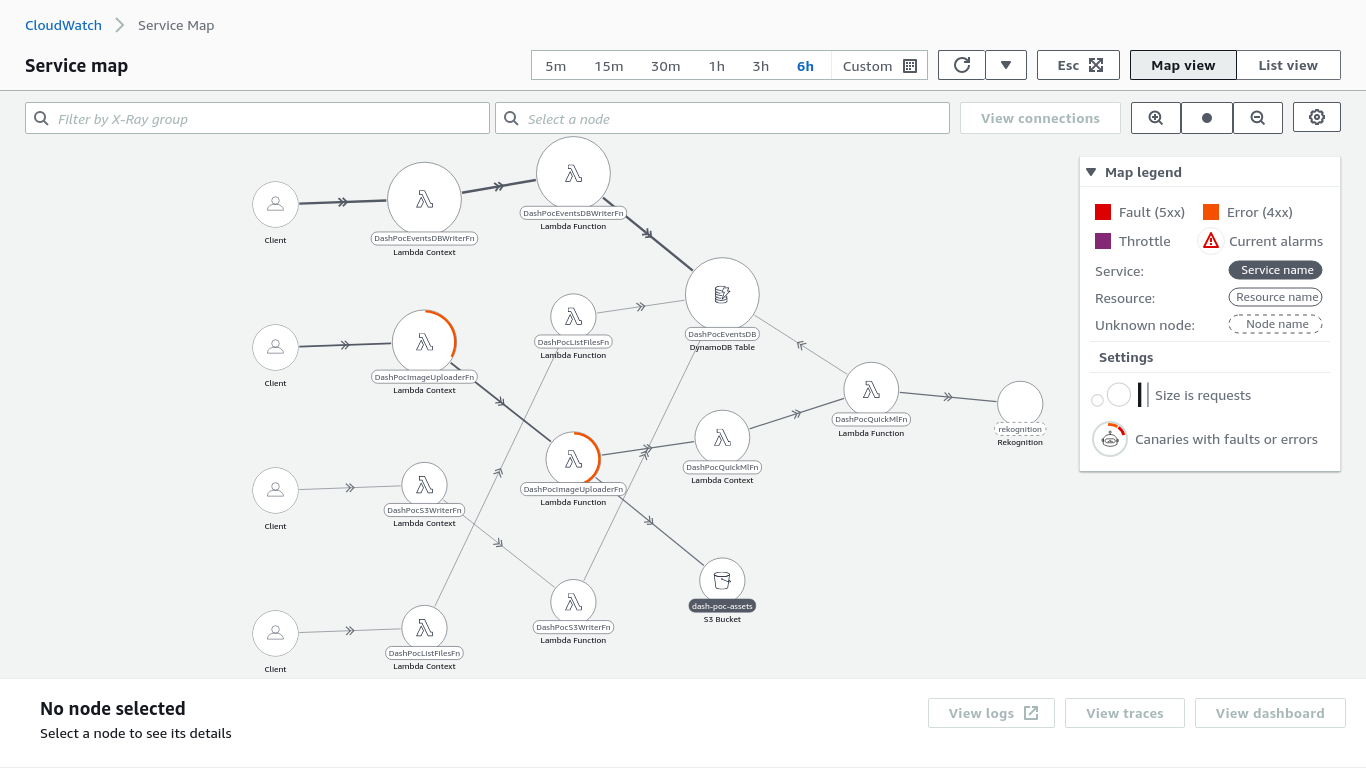 CloudWatch Service Map
Service map
5m 15m 30m 1h 3h 6h Custom
Esc
Map view List view
Filter by X-Ray group
Select a node
View connections
Map legend
Fault (5xx) Error (4xx)
Throttle Current alarms
Service: Service name
Resource: Resource name
Unknown node: Node name
Settings
Size is requests
Canaries with faults or errors
Client
DashPocEventsDBWriterFn
Lambda Context
DashPocEventsDBWriterFn
Lambda Function
DashPocEventsDB
DynamoDB Table
DashPocListFilesFn
Lambda Function
Client
DashPocImageUploaderFn
Lambda Context
DashPocQuickMlFn
Lambda Function
rekognition
Rekognition
DashPocQuickMlFn
Lambda Context
DashPocImageUploaderFn
Lambda Function
Client
DashPocS3WriterFn
Lambda Context
dash-poc-assets
S3 Bucket
DashPocS3WriterFn
Lambda Function
Client
DashPocListFilesFn
Lambda Context
No node selected
Select a node to see its details
View logs View traces View dashboard